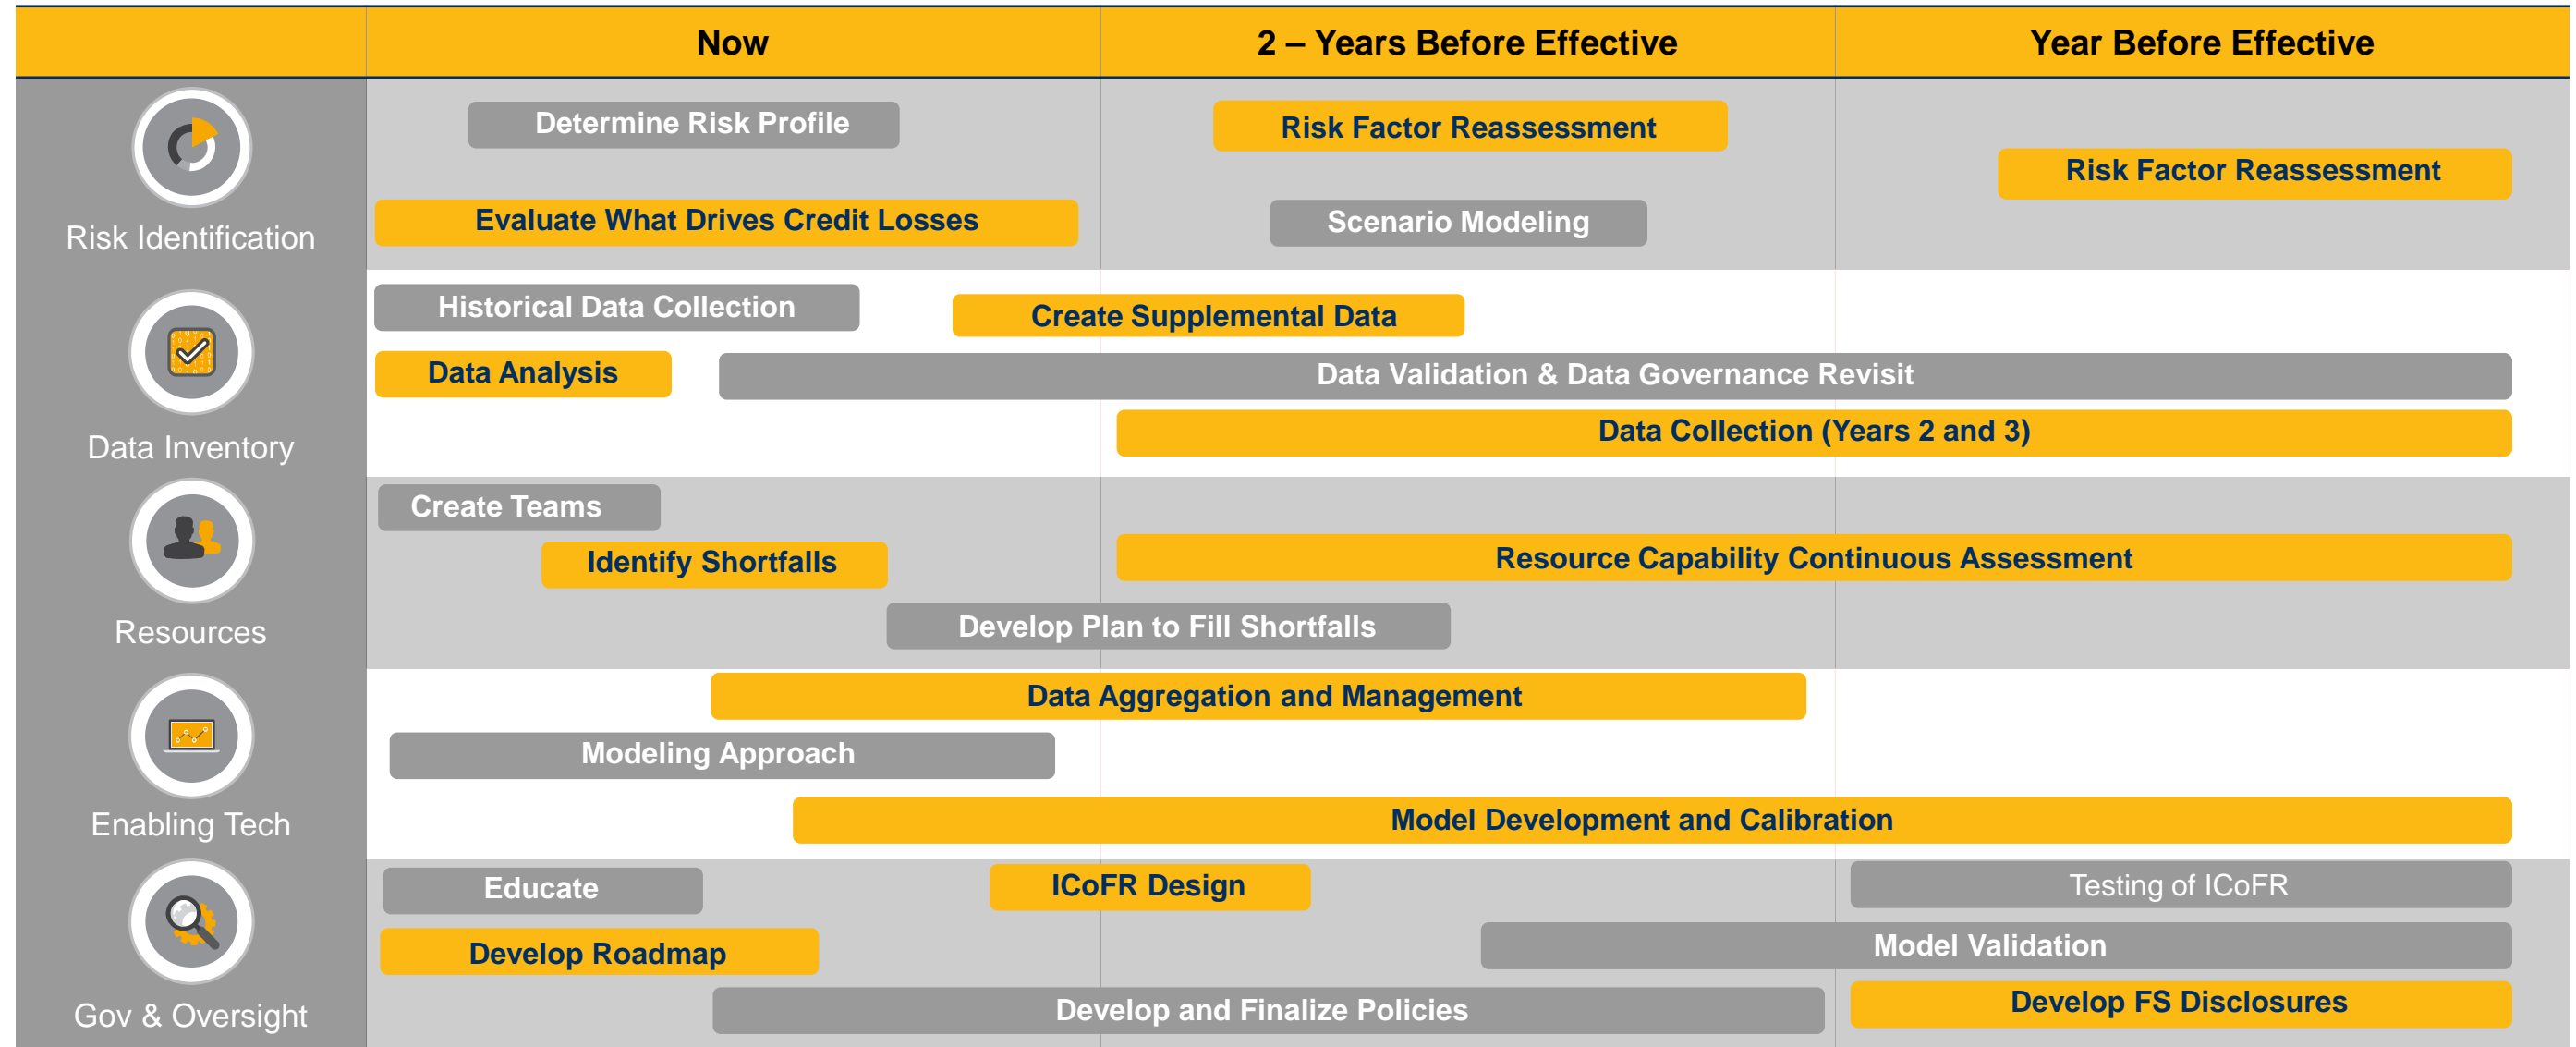 Now
2 – Years Before Effective
Year Before Effective
Risk Identification
Determine Risk Profile
Risk Factor Reassessment
Risk Factor Reassessment
Evaluate What Drives Credit Losses
Scenario Modeling
Data Inventory
Historical Data Collection
Create Supplemental Data
Data Analysis
Data Validation & Data Governance Revisit
Data Collection (Years 2 and 3)
Resources
Create Teams
Identify Shortfalls
Resource Capability Continuous Assessment
Develop Plan to Fill Shortfalls
Enabling Tech
Data Aggregation and Management
Modeling Approach
Model Development and Calibration
Gov & Oversight
Educate
ICoFR Design
Testing of ICoFR
Develop Roadmap
Model Validation
Develop and Finalize Policies
Develop FS Disclosures